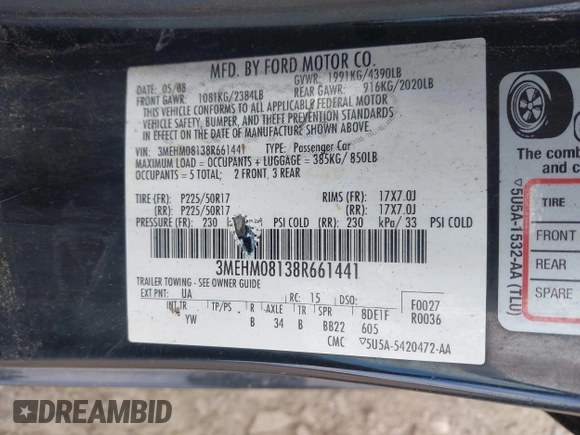 MFD. BY FORD MOTOR CO.
DATE: 05/08 GVWR: 1991KG/4390LB
FRONT GAWR: 1081KG/2384LB REAR GAWR: 916KG/2020LB
THIS VEHICLE CONFORMS TO ALL APPLICABLE FEDERAL MOTOR
VEHICLE SAFETY, BUMPER, AND THEFT PREVENTION STANDARDS
IN EFFECT ON THE DATE OF MANUFACTURE SHOWN ABOVE.
VIN: 3MEHM08138R661441 TYPE: Passenger Car
MAXIMUM LOAD = OCCUPANTS + LUGGAGE = 385KG/850LB
OCCUPANTS = 5 TOTAL; 2 FRONT, 3 REAR
TIRE: (FR): P225/50R17 RIMS (FR): 17X7.0J
(RR): P225/50R17 (RR): 17X7.0J
PRESSURE (FR): 230 PSI COLD (RR): 230 kPa/33 PSI COLD
3MEHM08138R661441
TRAILER TOWING - SEE OWNER GUIDE
EXT PNT: UA RC: 15 DSO: F0027
INT TR TP/PS R AXLE TR SPR 8DE1F R0036
YW B 34 B BB22 605
CMC ▽5U5A-5420472-AA
The combi
TIRE
FRONT
REAR
SPARE
▽5U5A-1532-AA (TLU)
DREAMBID